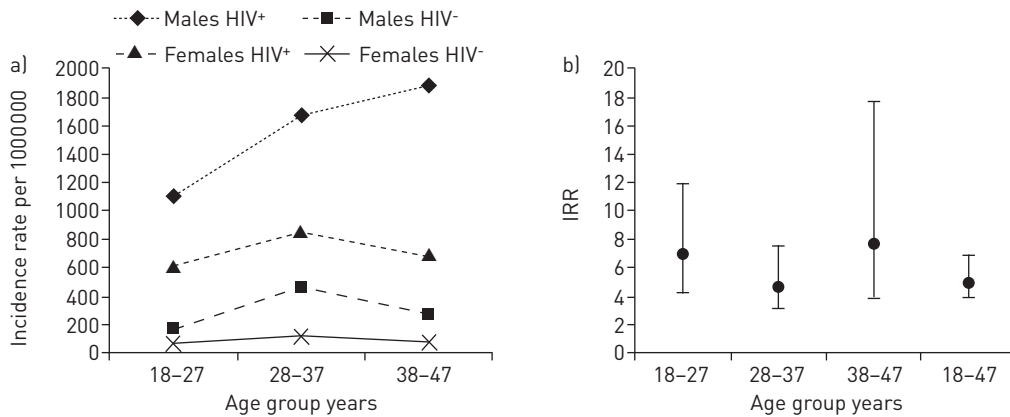 Males HIV+ Males HIV-
Females HIV+ Females HIV-
a)
Incidence rate per 1000000
2000
1800
1600
1400
1200
1000
800
600
400
200
0
18–27 28–37 38–47
Age group years
b)
IRR
20
18
16
14
12
10
8
6
4
2
0
18–27 28–37 38–47 18–47
Age group years